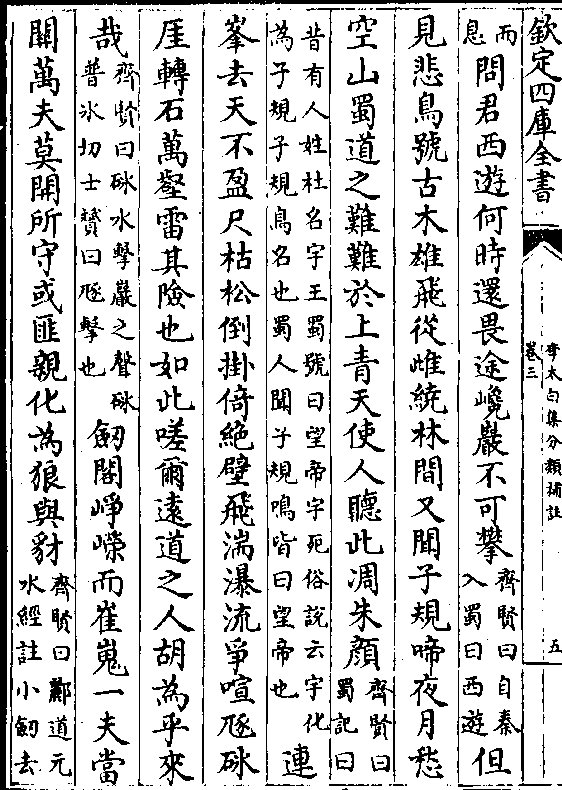 欽定四庫全書
李太白集分類補註
卷三
五
而
息
問君西遊何時還畏途巉巖不可攀
齊賢曰自秦
入蜀曰西遊
但
見悲鳥號古木雄飛從雌繞林間又聞子規啼夜月愁
空山蜀道之難難於上青天使人聽此凋朱顏
齊賢曰
蜀記曰
昔有人姓杜名宇王蜀號曰望帝宇死俗說云宇化
為子規子規鳥名也蜀人聞子規鳴皆曰望帝也
連
峯去天不盈尺枯松倒掛倚絶壁飛湍瀑流爭喧豗砯
厓轉石萬壑雷其險也如此嗟爾遠道之人胡為乎來
哉
齊賢曰砯水擊巖之聲砯
普氷切士贇曰豗擊也
劒閣崢嶸而崔嵬一夫當
關萬夫莫開所守或匪親化為狼與豺
齊賢曰酈道元
水經註小劒去